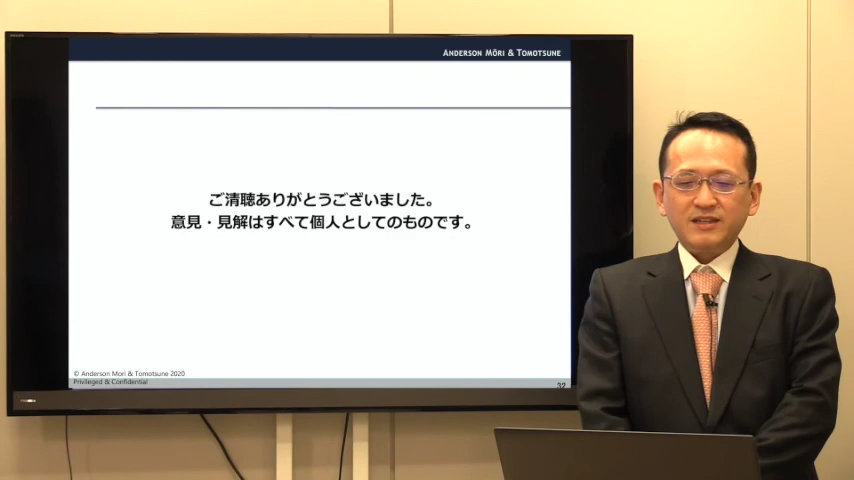 ANDERSON MŌRI & TOMOTSUNE
ご清聴ありがとうございました。
意見・見解はすべて個人としてのものです。
© Anderson Mori & Tomotsune 2020
Privileged & Confidential
32